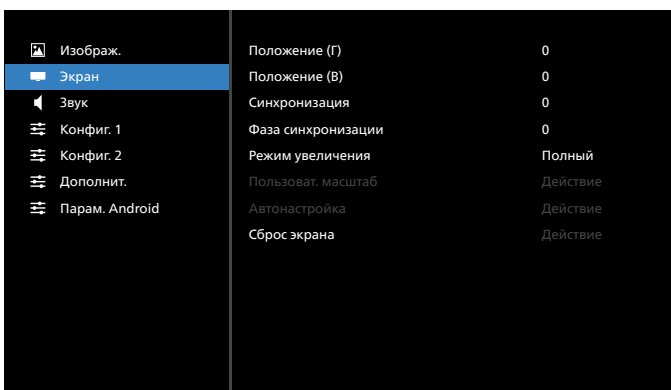 Изображ.
Экран
Звук
Конфиг. 1
Конфиг. 2
Дополнит.
Парам. Android
Положение (Г) 0
Положение (В) 0
Синхронизация 0
Фаза синхронизации 0
Режим увеличения Полный
Пользоват. масштаб Действие
Автонастройка Действие
Сброс экрана Действие